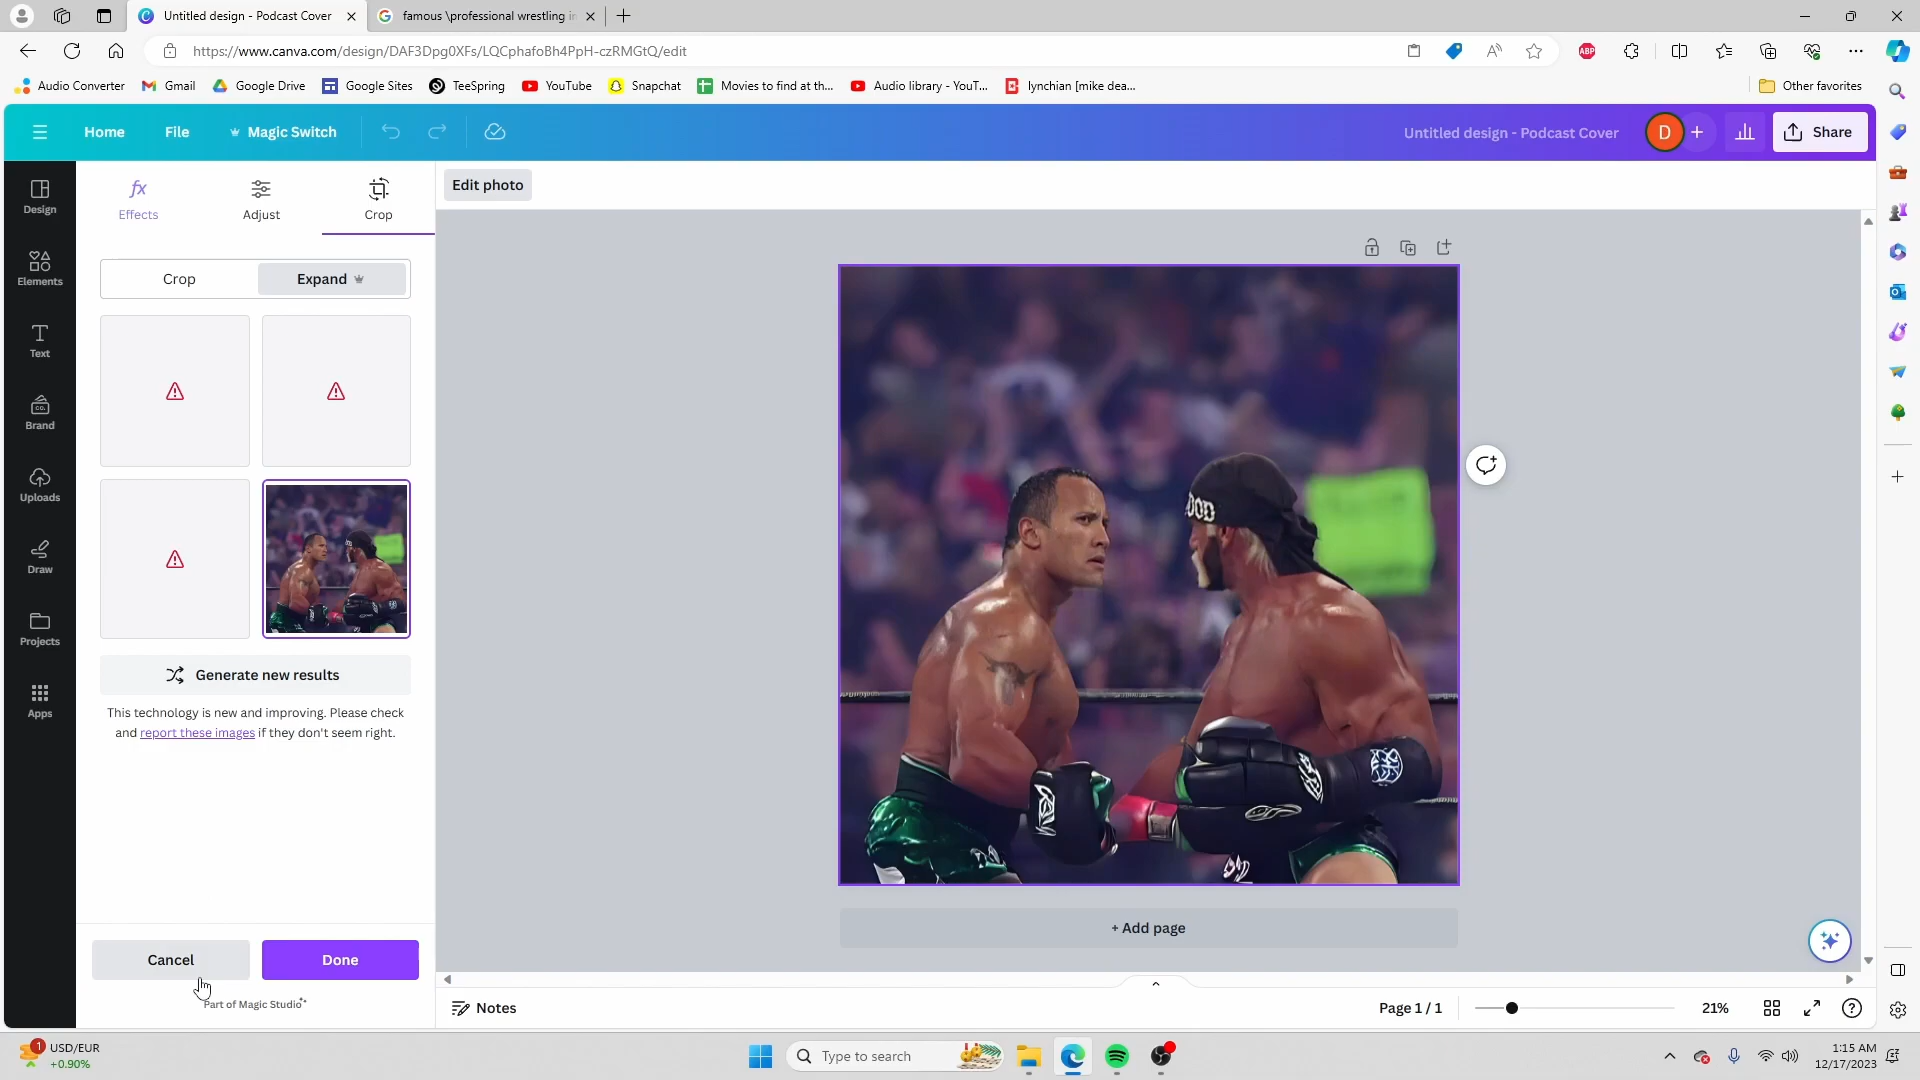 Untitled design - Podcast Cover
famous \professional wrestling i
https://www.canva.com/design/DAF3Dpg0XFs/LQCphafoBh4PpH-czRMGtQ/edit
ABP
Audio Converter
Gmail
Google Drive
Google Sites
TeeSpring
YouTube
Snapchat
Movies to find at th...
Audio library - YouT...
lynchian [mike dea...
Other favorites
Home
File
Magic Switch
Untitled design - Podcast Cover
D
Share
Design
Elements
Text
Brand
Uploads
Draw
Projects
Apps
fx
Effects
Adjust
Crop
Edit photo
Crop
Expand
OOD
Generate new results
This technology is new and improving. Please check
and report these images if they don't seem right.
Cancel
Done
Part of Magic Studio
+ Add page
Notes
Page 1 / 1
21%
1
USD/EUR
+0.90%
Type to search
1:15 AM
12/17/2023